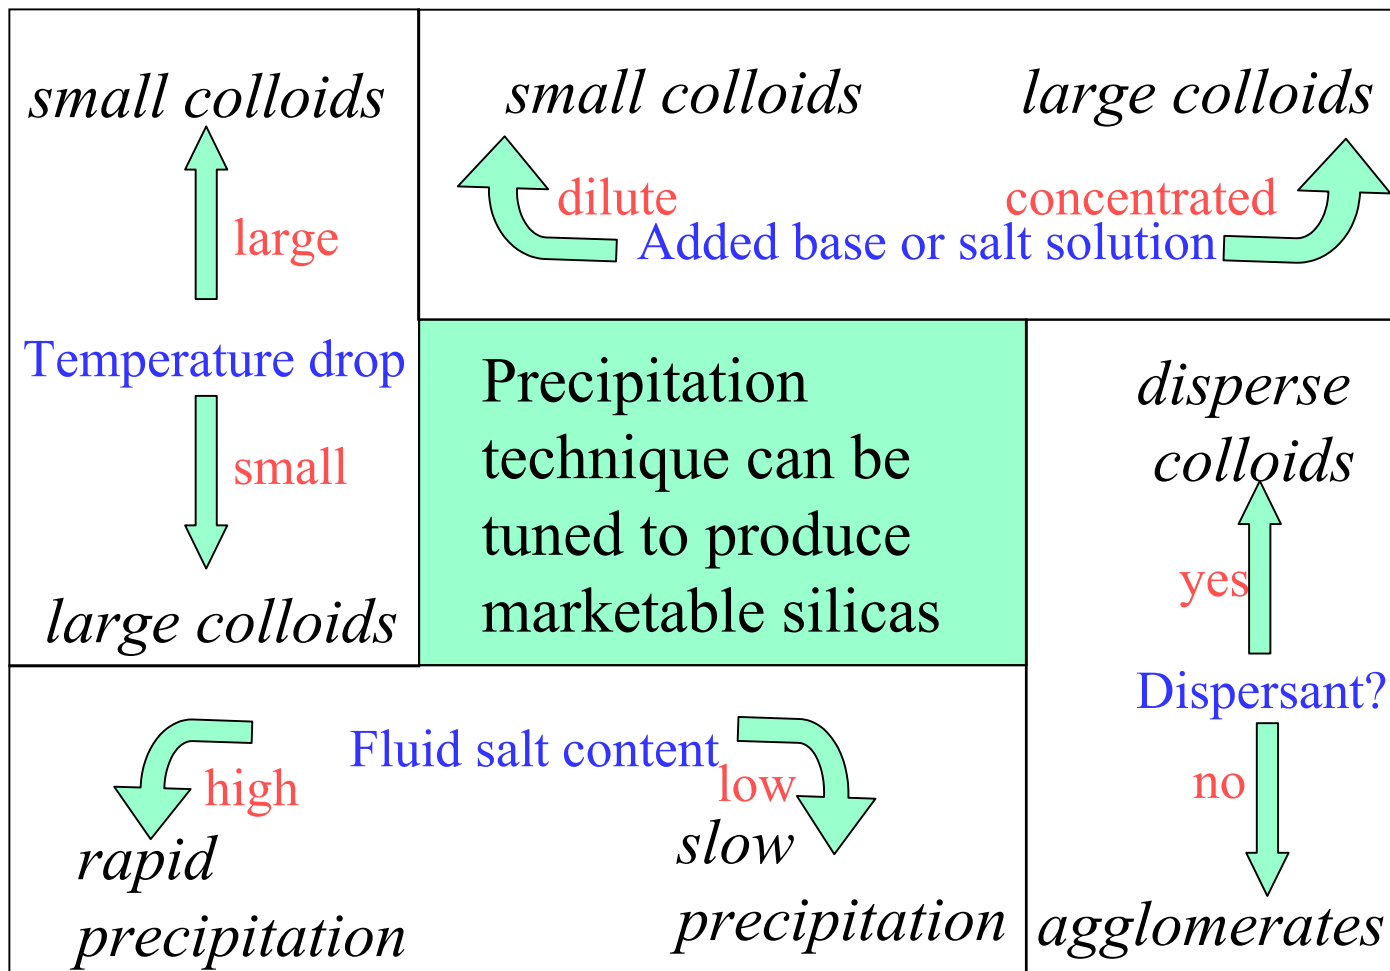 small colloids
large
Temperature drop
small
large colloids
small colloids
large colloids
dilute
concentrated
Added base or salt solution
Precipitation
technique can be
tuned to produce
marketable silicas
disperse
colloids
yes
Dispersant?
no
agglomerates
Fluid salt content
high
low
rapid
precipitation
slow
precipitation